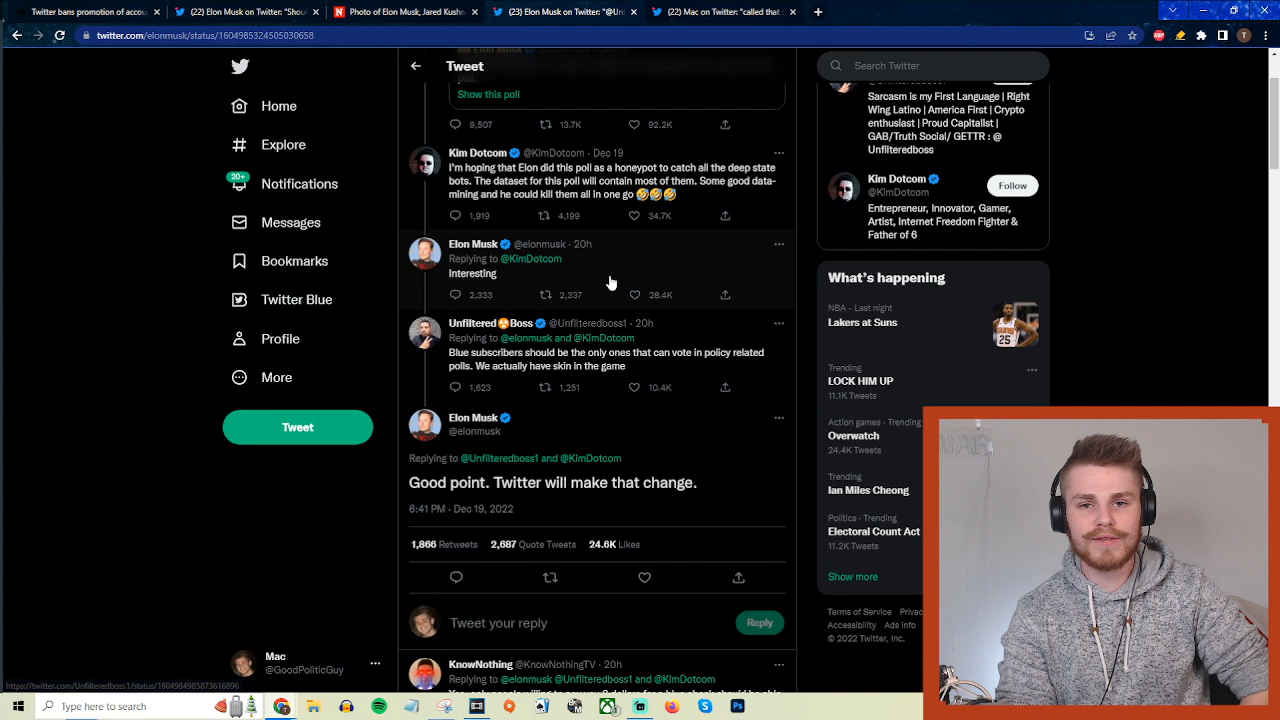 Twitter bans promotion of accou
(22) Elon Musk on Twitter: "Shou
Photo of Elon Musk, Jared Kushn
(23) Elon Musk on Twitter: "@Unf
(22) Mac on Twitter: "called that s
twitter.com/elonmusk/status/1604985324505030658
Home
Explore
20+
Notifications
Messages
Bookmarks
Twitter Blue
Profile
More
Tweet
Mac
@GoodPoliticGuy
Tweet
Show this poll
9,507 13.7K 92.2K
Kim Dotcom @KimDotcom · Dec 19
I'm hoping that Elon did this poll as a honeypot to catch all the deep state
bots. The dataset for this poll will contain most of them. Some good data-
mining and he could kill them all in one go 🤣🤣🤣
1,919 4,199 34.7K
Elon Musk @elonmusk · 20h
Replying to @KimDotcom
Interesting
2,333 2,337 28.4K
Unfiltered☢Boss @Unfilteredboss1 · 20h
Replying to @elonmusk and @KimDotcom
Blue subscribers should be the only ones that can vote in policy related
polls. We actually have skin in the game
1,623 1,251 10.4K
Elon Musk
@elonmusk
Replying to @Unfilteredboss1 and @KimDotcom
Good point. Twitter will make that change.
6:41 PM · Dec 19, 2022
1,866 Retweets 2,687 Quote Tweets 24.6K Likes
Tweet your reply
Reply
KnowNothing @KnowNothingTV · 20h
Replying to @elonmusk @Unfilteredboss1 and @KimDotcom
Search Twitter
Sarcasm is my First Language | Right
Wing Latino | America First | Crypto
enthusiast | Proud Capitalist |
GAB/Truth Social/ GETTR : @
Unfilteredboss
Kim Dotcom
@KimDotcom
Follow
Entrepreneur, Innovator, Gamer,
Artist, Internet Freedom Fighter &
Father of 6
What's happening
NBA · Last night
Lakers at Suns
Trending
LOCK HIM UP
11.1K Tweets
Action games · Trending
Overwatch
24.4K Tweets
Trending
Ian Miles Cheong
Politics · Trending
Electoral Count Act
11.2K Tweets
Show more
Terms of Service Privac
Accessibility Ads info
© 2022 Twitter, Inc.
https://twitter.com/Unfilteredboss1/status/1604984985873616896
Type here to search